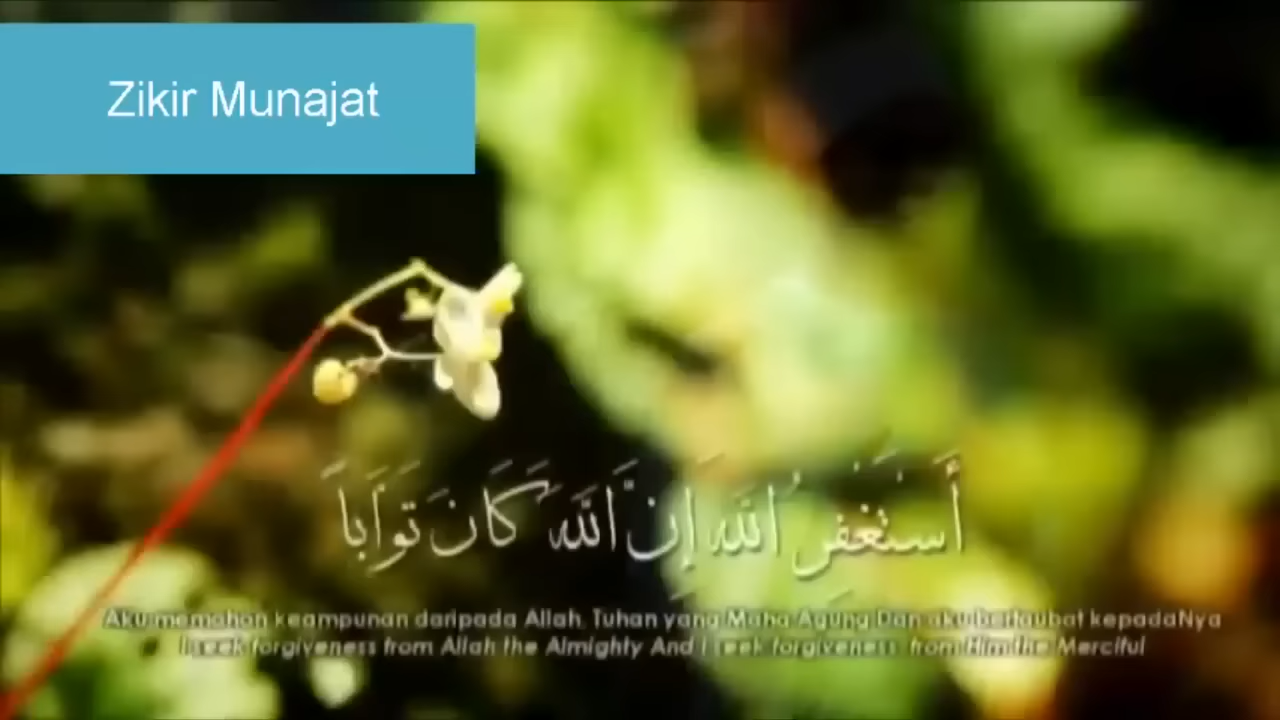 Zikir Munajat
أَسْتَغْفِرُ اللهَ إِنَّ اللهَ كَانَ تَوَّابًا
Aku memohon keampunan daripada Allah Tuhan yang Maha Agung Dan aku bertaubat kepadaNya
I seek forgiveness from Allah the Almighty And I seek forgiveness from Him the Merciful